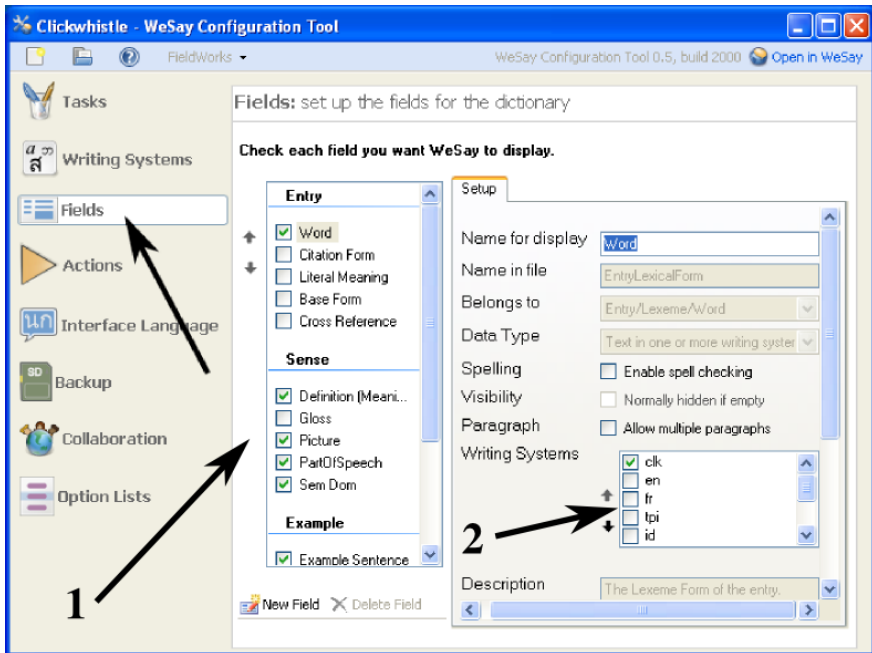 Clickwhistle - WeSay Configuration Tool
FieldWorks
WeSay Configuration Tool 0.5, build 2000
Open in WeSay
Tasks
Writing Systems
Fields
Actions
Interface Language
Backup
Collaboration
Option Lists
Fields: set up the fields for the dictionary
Check each field you want WeSay to display.
Entry
Word
Citation Form
Literal Meaning
Base Form
Cross Reference
Sense
Definition (Meani...
Gloss
Picture
PartOfSpeech
Sem Dom
Example
Example Sentence
New Field
Delete Field
Setup
Name for display
Word
Name in file
EntryLexicalForm
Belongs to
Entry/Lexeme/Word
Data Type
Text in one or more writing system
Spelling
Enable spell checking
Visibility
Normally hidden if empty
Paragraph
Allow multiple paragraphs
Writing Systems
clk
en
fr
tpi
id
Description
The Lexeme Form of the entry.
1
2
SD